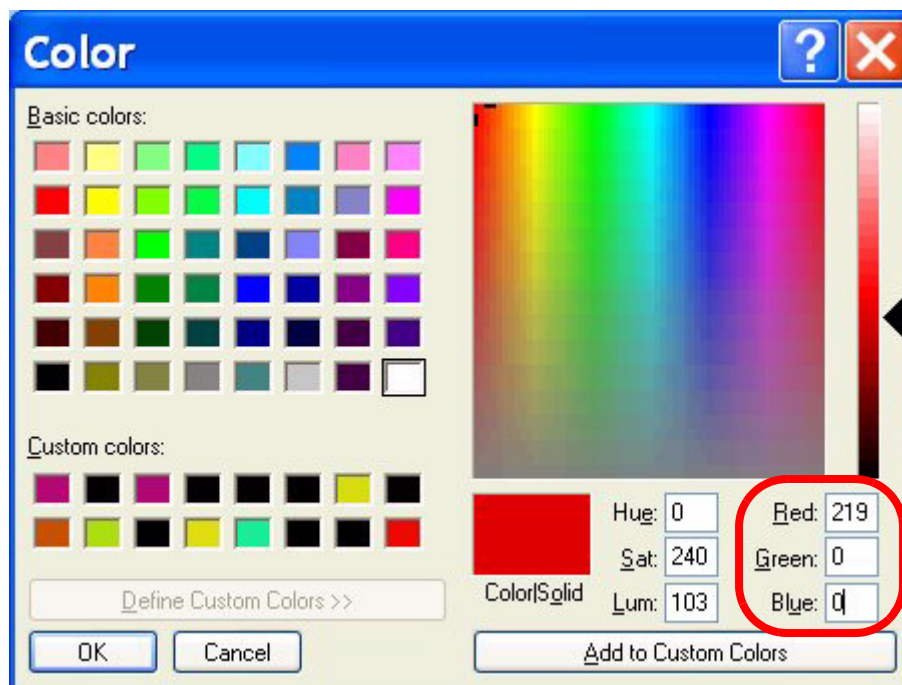 Color
Basic colors:
Custom colors:
Define Custom Colors >>
OK Cancel
Color|Solid
Hue: 0 Red: 219
Sat: 240 Green: 0
Lum: 103 Blue: 0
Add to Custom Colors